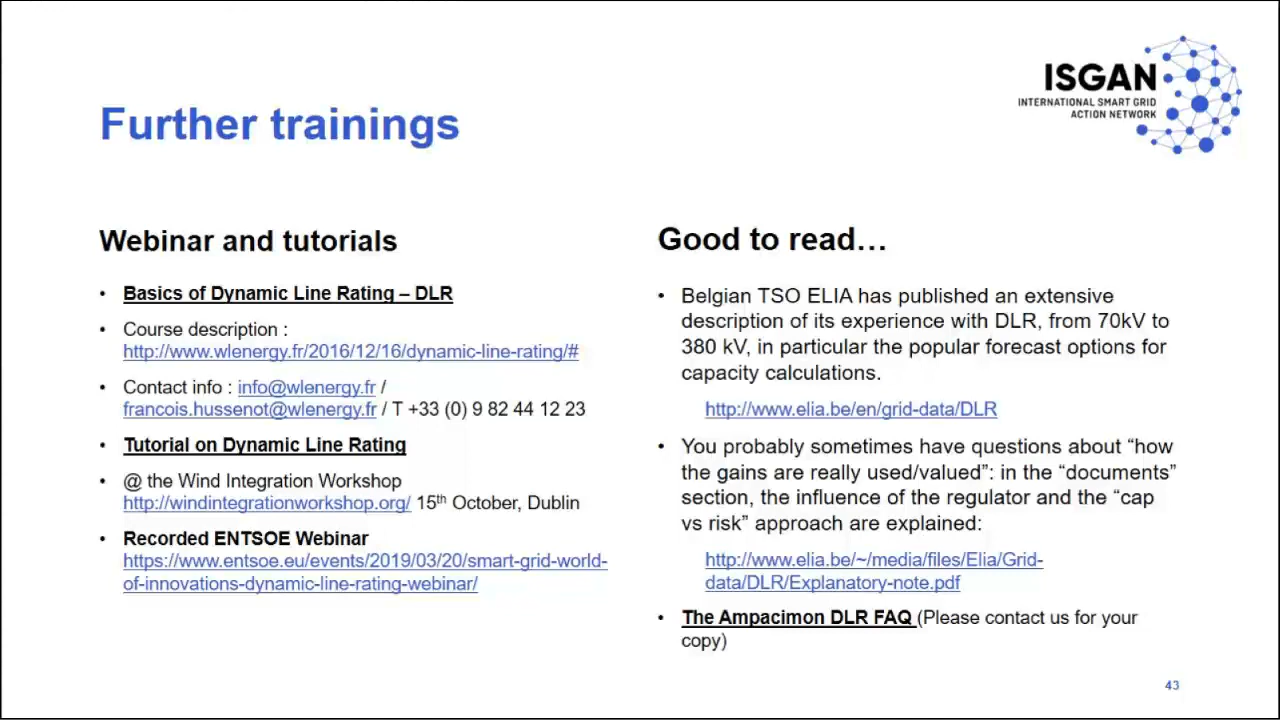 ISGAN
INTERNATIONAL SMART GRID
ACTION NETWORK
Further trainings
Webinar and tutorials
• Basics of Dynamic Line Rating – DLR
• Course description :
http://www.wlenergy.fr/2016/12/16/dynamic-line-rating/#
• Contact info : info@wlenergy.fr /
francois.hussenot@wlenergy.fr / T +33 (0) 9 82 44 12 23
• Tutorial on Dynamic Line Rating
• @ the Wind Integration Workshop
http://windintegrationworkshop.org/ 15th October, Dublin
• Recorded ENTSOE Webinar
https://www.entsoe.eu/events/2019/03/20/smart-grid-world-
of-innovations-dynamic-line-rating-webinar/
Good to read…
• Belgian TSO ELIA has published an extensive
description of its experience with DLR, from 70kV to
380 kV, in particular the popular forecast options for
capacity calculations.
http://www.elia.be/en/grid-data/DLR
• You probably sometimes have questions about “how
the gains are really used/valued”: in the “documents”
section, the influence of the regulator and the “cap
vs risk” approach are explained:
http://www.elia.be/~/media/files/Elia/Grid-
data/DLR/Explanatory-note.pdf
• The Ampacimon DLR FAQ (Please contact us for your
copy)
43